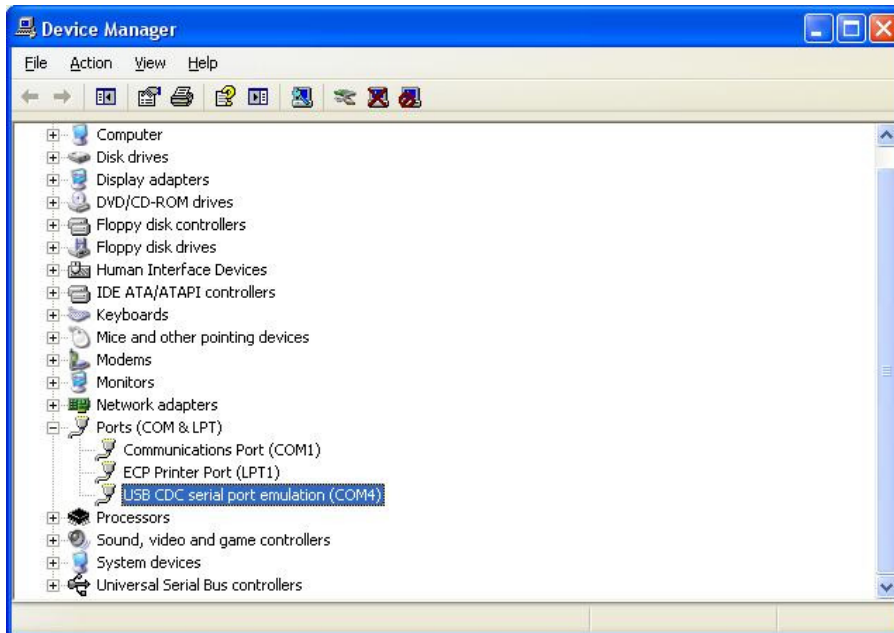 Device Manager
File Action View Help
Computer
Disk drives
Display adapters
DVD/CD-ROM drives
Floppy disk controllers
Floppy disk drives
Human Interface Devices
IDE ATA/ATAPI controllers
Keyboards
Mice and other pointing devices
Modems
Monitors
Network adapters
Ports (COM & LPT)
Communications Port (COM1)
ECP Printer Port (LPT1)
USB CDC serial port emulation (COM4)
Processors
Sound, video and game controllers
System devices
Universal Serial Bus controllers